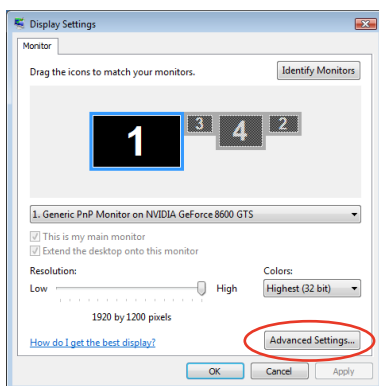 Display Settings
Monitor
Drag the icons to match your monitors.
Identify Monitors
1
3
4
2
1. Generic PnP Monitor on NVIDIA GeForce 8600 GTS
This is my main monitor
Extend the desktop onto this monitor
Resolution:
Colors:
Low
High
Highest (32 bit)
1920 by 1200 pixels
How do I get the best display?
Advanced Settings...
OK
Cancel
Apply